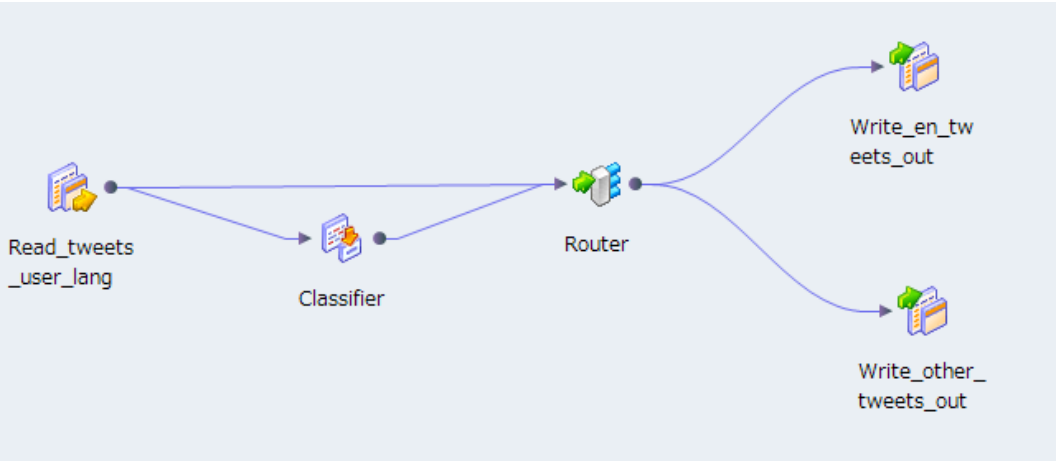 Write_en_tw
eets_out
Read_tweets
_user_lang
Router
Classifier
Write_other_
tweets_out